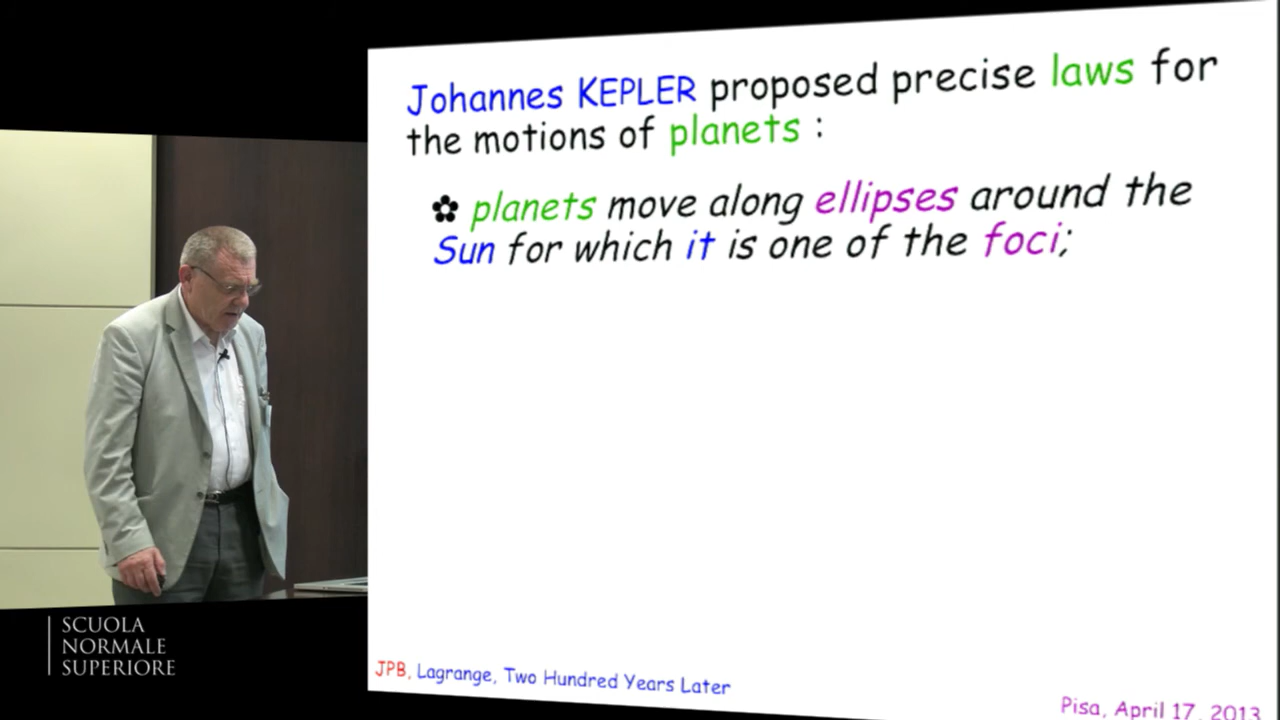 Johannes KEPLER proposed precise laws for
the motions of planets :
✿ planets move along ellipses around the
Sun for which it is one of the foci;
JPB, Lagrange, Two Hundred Years Later
Pisa, April 17, 2013
SCUOLA
NORMALE
SUPERIORE